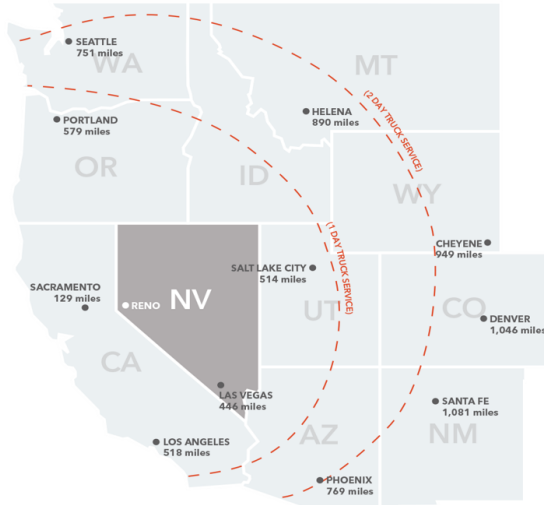 SEATTLE
751 miles
WA
MT
(2 DAY TRUCK SERVICE)
HELENA
890 miles
PORTLAND
579 miles
OR
ID
WY
(1 DAY TRUCK SERVICE)
CHEYENE
949 miles
SALT LAKE CITY
514 miles
SACRAMENTO
129 miles
RENO
NV
UT
CO
DENVER
1,046 miles
CA
LAS VEGAS
446 miles
SANTA FE
1,081 miles
AZ
NM
LOS ANGELES
518 miles
PHOENIX
769 miles